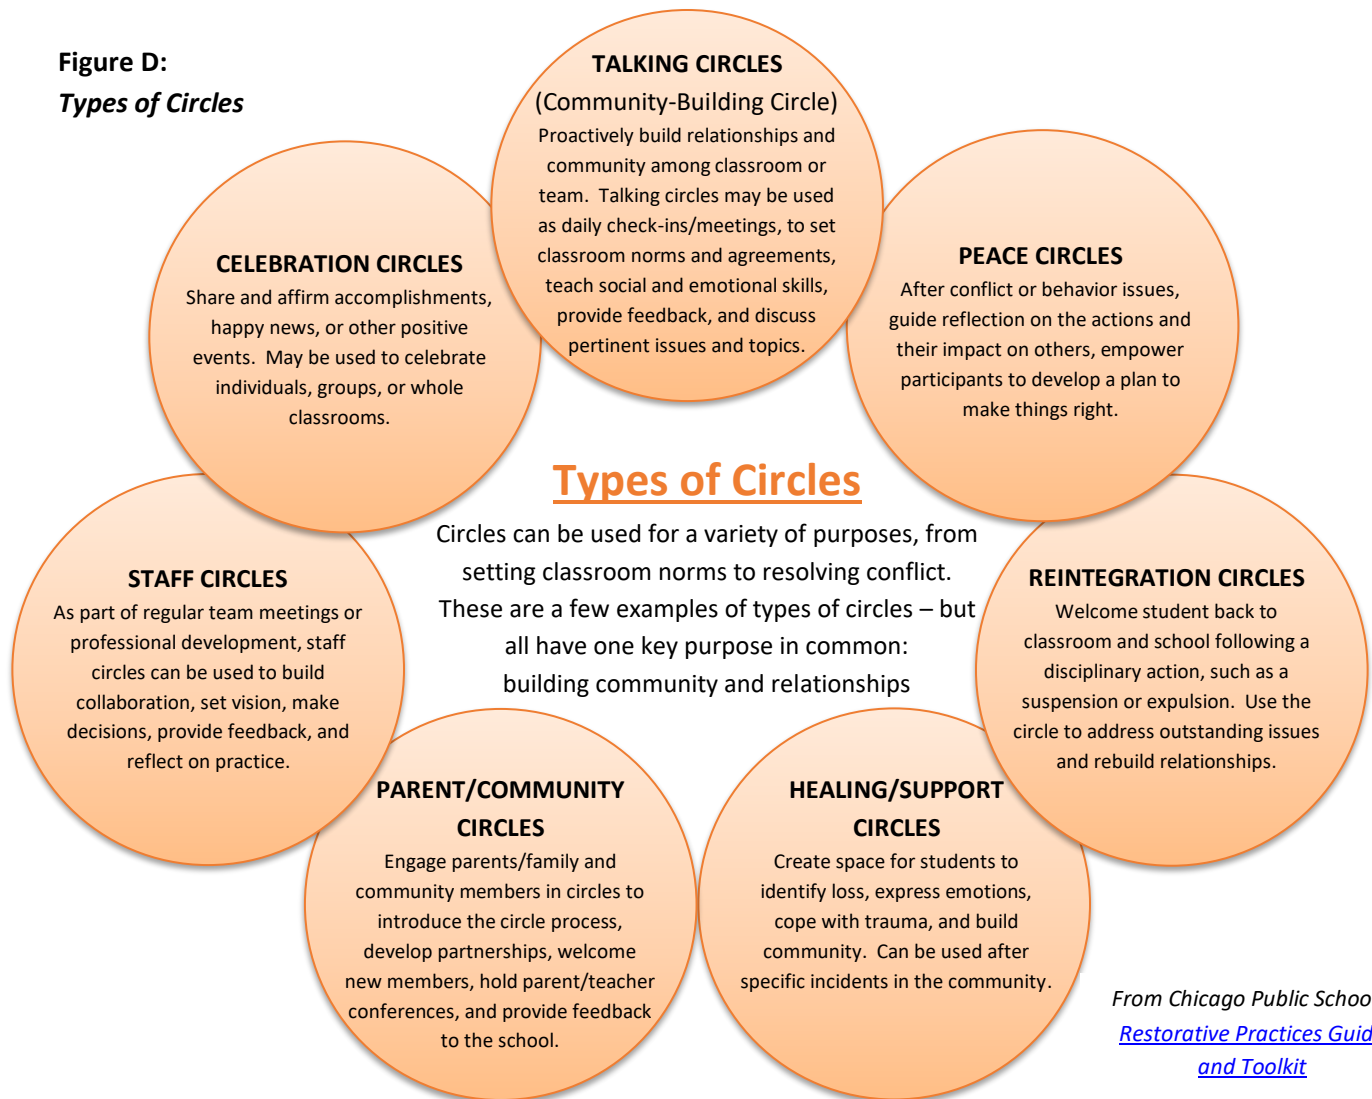 Figure D:
Types of Circles
TALKING CIRCLES
(Community-Building Circle)
Proactively build relationships and
community among classroom or
team.  Talking circles may be used
as daily check-ins/meetings, to set
classroom norms and agreements,
teach social and emotional skills,
provide feedback, and discuss
pertinent issues and topics.
CELEBRATION CIRCLES
Share and affirm accomplishments,
happy news, or other positive
events.  May be used to celebrate
individuals, groups, or whole
classrooms.
PEACE CIRCLES
After conflict or behavior issues,
guide reflection on the actions and
their impact on others, empower
participants to develop a plan to
make things right.
Types of Circles
Circles can be used for a variety of purposes, from
setting classroom norms to resolving conflict.
These are a few examples of types of circles – but
all have one key purpose in common:
building community and relationships
STAFF CIRCLES
As part of regular team meetings or
professional development, staff
circles can be used to build
collaboration, set vision, make
decisions, provide feedback, and
reflect on practice.
REINTEGRATION CIRCLES
Welcome student back to
classroom and school following a
disciplinary action, such as a
suspension or expulsion.  Use the
circle to address outstanding issues
and rebuild relationships.
PARENT/COMMUNITY
CIRCLES
Engage parents/family and
community members in circles to
introduce the circle process,
develop partnerships, welcome
new members, hold parent/teacher
conferences, and provide feedback
to the school.
HEALING/SUPPORT
CIRCLES
Create space for students to
identify loss, express emotions,
cope with trauma, and build
community.  Can be used after
specific incidents in the community.
From Chicago Public Schoo
Restorative Practices Guid
and Toolkit